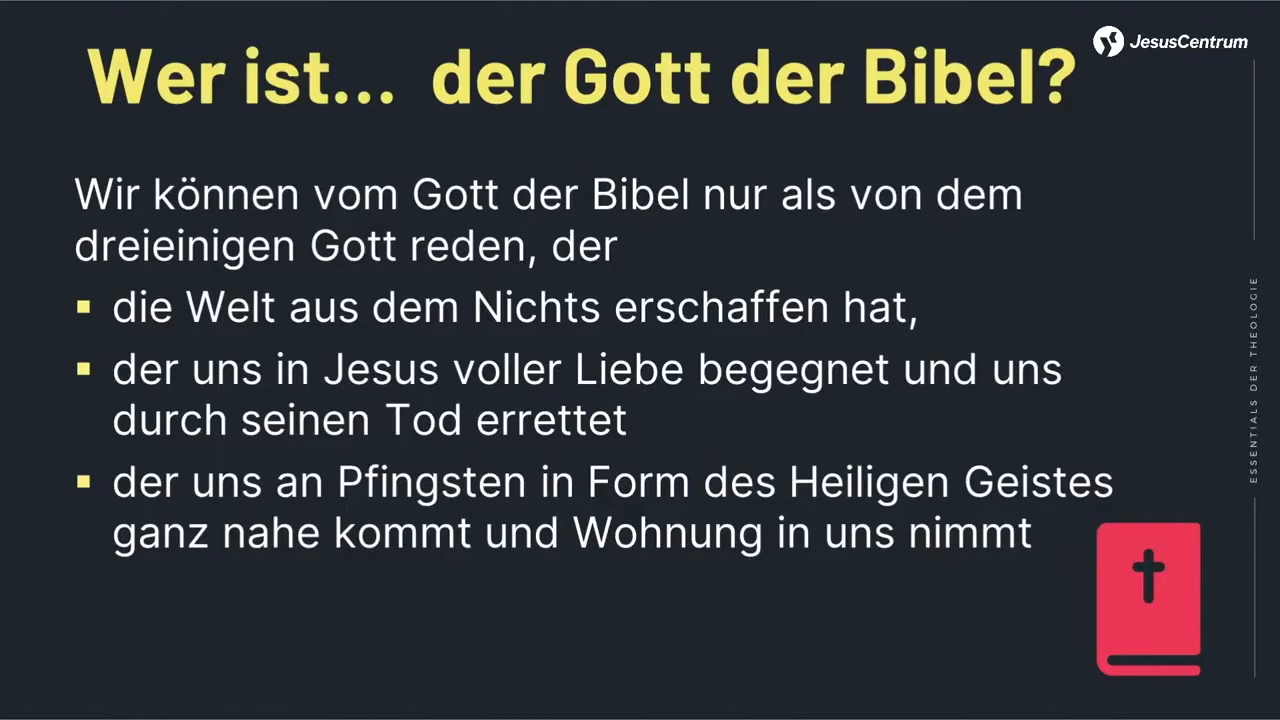 JesusCentrum
Wer ist... der Gott der Bibel?
Wir können vom Gott der Bibel nur als von dem
dreieinigen Gott reden, der
▪ die Welt aus dem Nichts erschaffen hat,
▪ der uns in Jesus voller Liebe begegnet und uns
durch seinen Tod errettet
▪ der uns an Pfingsten in Form des Heiligen Geistes
ganz nahe kommt und Wohnung in uns nimmt
ESSENTIALS DER THEOLOGIE